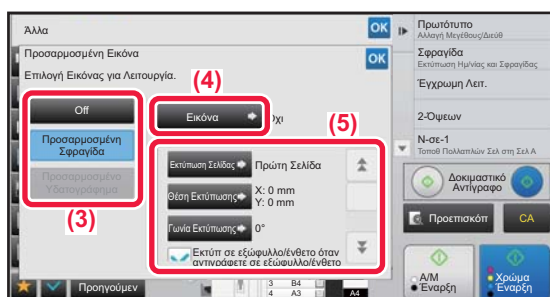 Άλλα
OK
Προσαρμοσμένη Εικόνα
OK
Επιλογή Εικόνας για Λειτουργία.
(4)
Off
Εικόνα
χι
(5)
Προσαρμοσμένη
Σφραγίδα
Προσαρμοσμένο
Υδατογράφημα
(3)
Εκτύπωση Σελίδας
Πρώτη Σελίδα
Θέση Εκτύπωσης
X: 0 mm
Y: 0 mm
Γωνία Εκτύπωσης
0°
Εκτύπ σε εξώφυλλο/ένθετο όταν
αντιγράφετε σε εξώφυλλο/ένθετο
Προηγούμεν
3 B4
4 A3
A4
Πρωτότυπο
Αλλαγή Μεγέθους/Διεύθ
Σφραγίδα
Εκτύπωση Ημ/νίας και Σφραγίδας
Έγχρωμη Λειτ.
2-Όψεων
N-σε-1
Τοποθ Πολλαπλών Σελ στη Σελ Α
Δοκιμαστικό
Αντίγραφο
Προεπισκόπ
CA
Α/Μ
Έναρξη
Χρώμα
Έναρξη